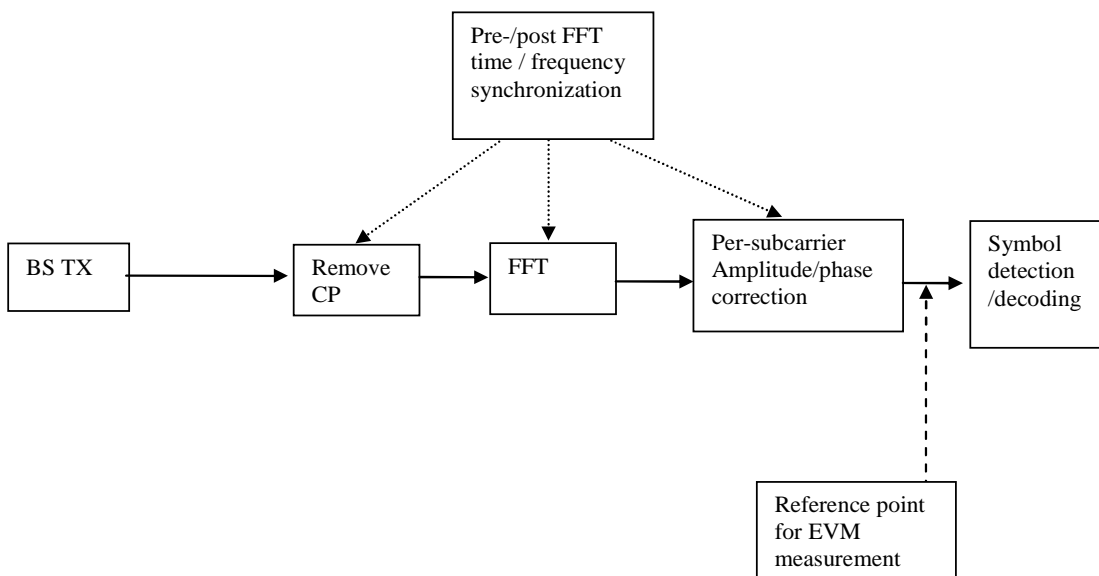 Pre-/post FFT
time / frequency
synchronization
BS TX
Remove
CP
FFT
Per-subcarrier
Amplitude/phase
correction
Symbol
detection
/decoding
Reference point
for EVM
measurement